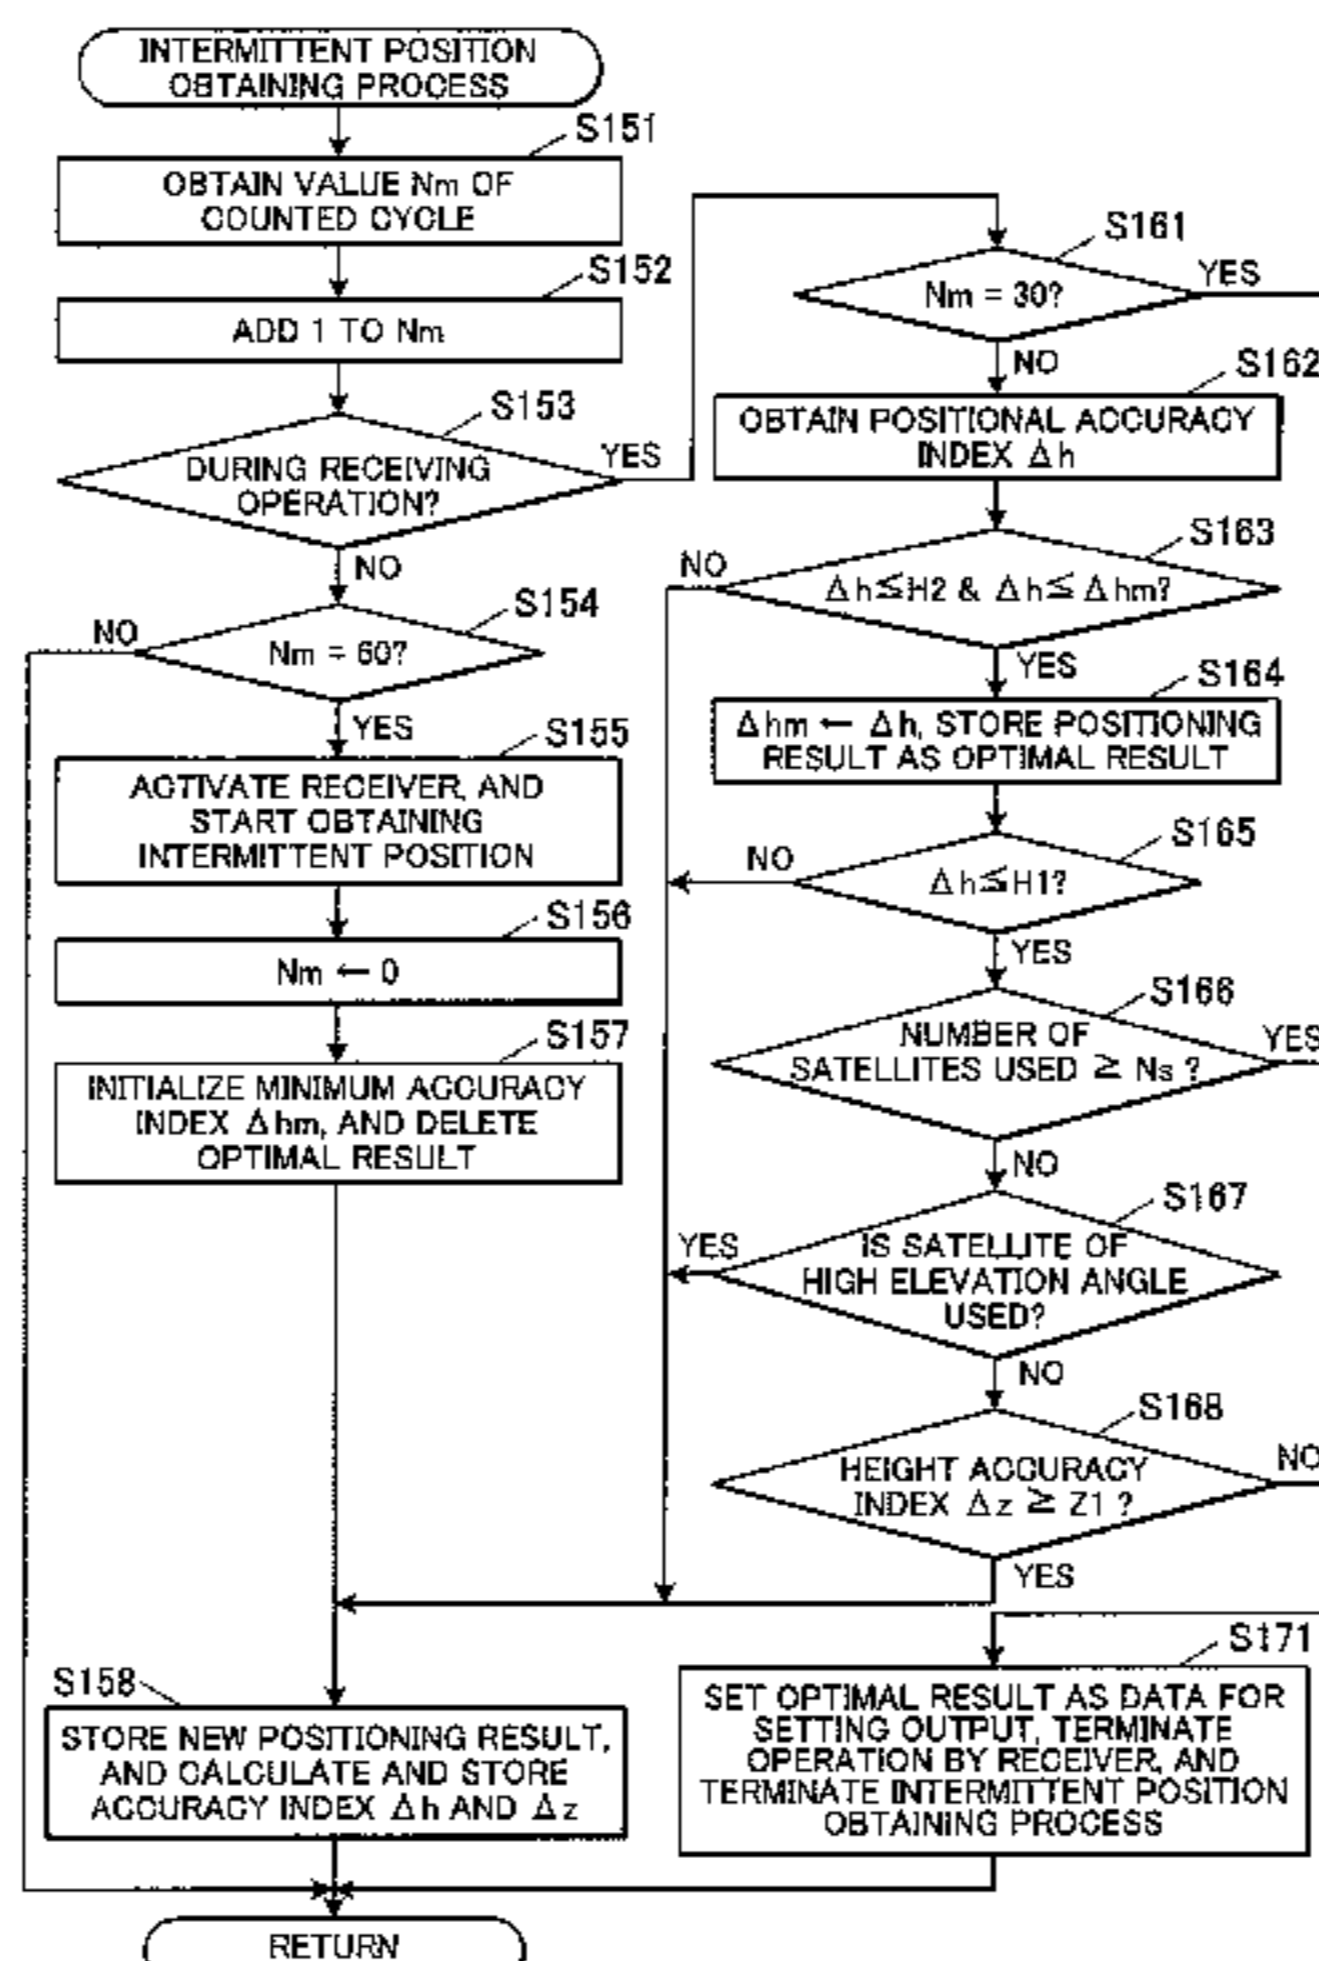 INTERMITTENT POSITION
OBTAINING PROCESS
S151
OBTAIN VALUE Nm OF
COUNTED CYCLE
S152
ADD 1 TO Nm
S153
DURING RECEIVING
OPERATION?
YES
NO
S154
NO
Nm = 60?
YES
S155
ACTIVATE RECEIVER, AND
START OBTAINING
INTERMITTENT POSITION
S156
Nm ← 0
S157
INITIALIZE MINIMUM ACCURACY
INDEX Δhm, AND DELETE
OPTIMAL RESULT
S158
STORE NEW POSITIONING RESULT,
AND CALCULATE AND STORE
ACCURACY INDEX Δh AND Δz
S161
Nm = 30?
YES
NO
S162
OBTAIN POSITIONAL ACCURACY
INDEX Δh
S163
NO
Δh≦H2 & Δh≦Δhm?
YES
S164
Δhm ← Δh, STORE POSITIONING
RESULT AS OPTIMAL RESULT
S165
NO
Δh≦H1?
YES
S166
NUMBER OF
SATELLITES USED ≧ Ns ?
YES
NO
S167
YES
IS SATELLITE OF
HIGH ELEVATION ANGLE
USED?
NO
S168
HEIGHT ACCURACY
INDEX Δz ≧ Z1 ?
NO
YES
S171
SET OPTIMAL RESULT AS DATA FOR
SETTING OUTPUT, TERMINATE
OPERATION BY RECEIVER, AND
TERMINATE INTERMITTENT POSITION
OBTAINING PROCESS
RETURN